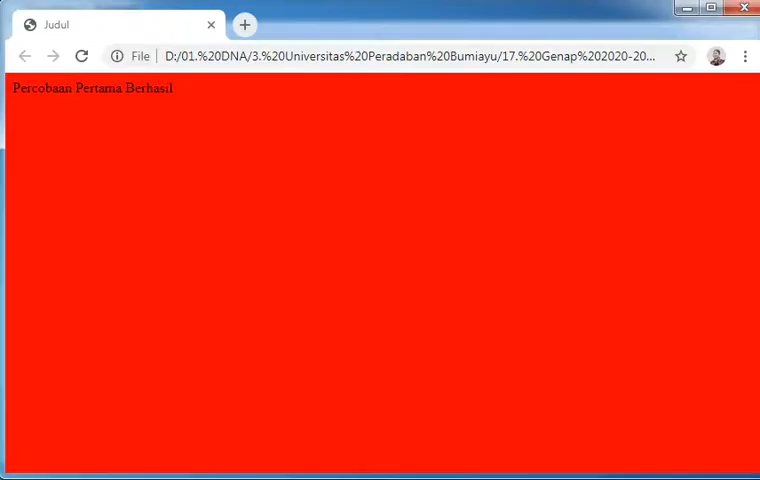 Judul
File
D:/01.%20DNA/3.%20Universitas%20Peradaban%20Bumiayu/17.%20Genap%202020-20...
Percobaan Pertama Berhasil